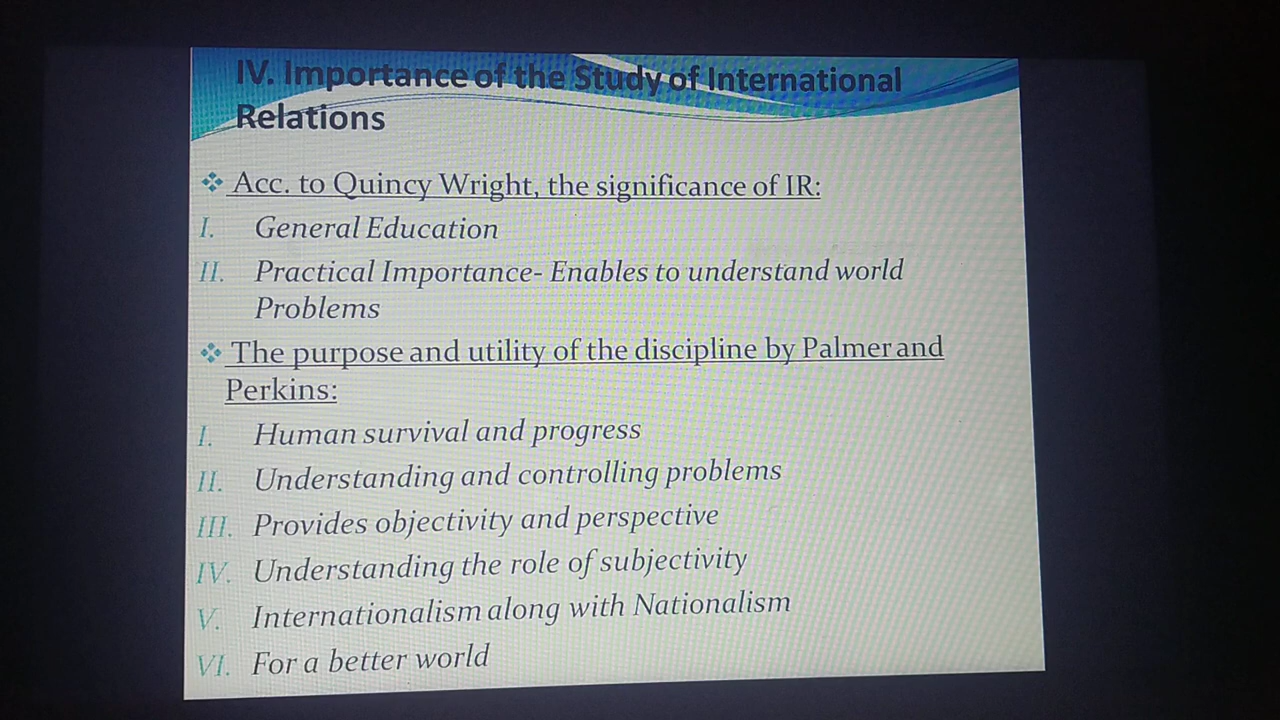 IV. Importance of the Study of International
Relations
❖ Acc. to Quincy Wright, the significance of IR:
I. General Education
II. Practical Importance- Enables to understand world
Problems
❖ The purpose and utility of the discipline by Palmer and
Perkins:
I. Human survival and progress
II. Understanding and controlling problems
III. Provides objectivity and perspective
IV. Understanding the role of subjectivity
V. Internationalism along with Nationalism
VI. For a better world